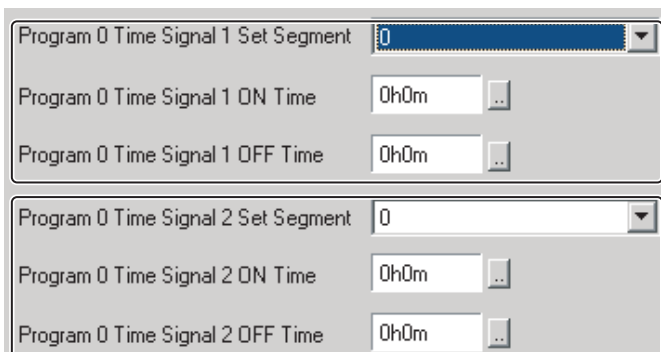 Program 0 Time Signal 1 Set Segment 0
Program 0 Time Signal 1 ON Time 0h0m ..
Program 0 Time Signal 1 OFF Time 0h0m ..
Program 0 Time Signal 2 Set Segment 0
Program 0 Time Signal 2 ON Time 0h0m ..
Program 0 Time Signal 2 OFF Time 0h0m ..